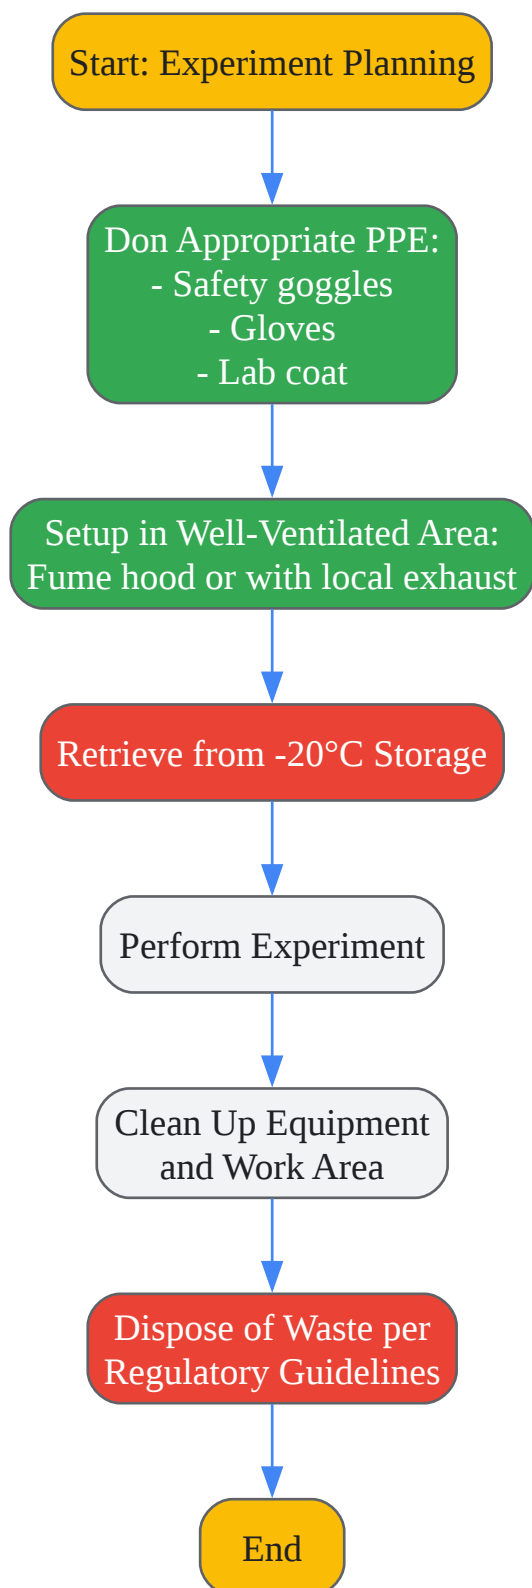 Start: Experiment Planning
Don Appropriate PPE:
- Safety goggles
- Gloves
- Lab coat
Setup in Well-Ventilated Area:
Fume hood or with local exhaust
Retrieve from -20°C Storage
Perform Experiment
Clean Up Equipment
and Work Area
Dispose of Waste per
Regulatory Guidelines
End